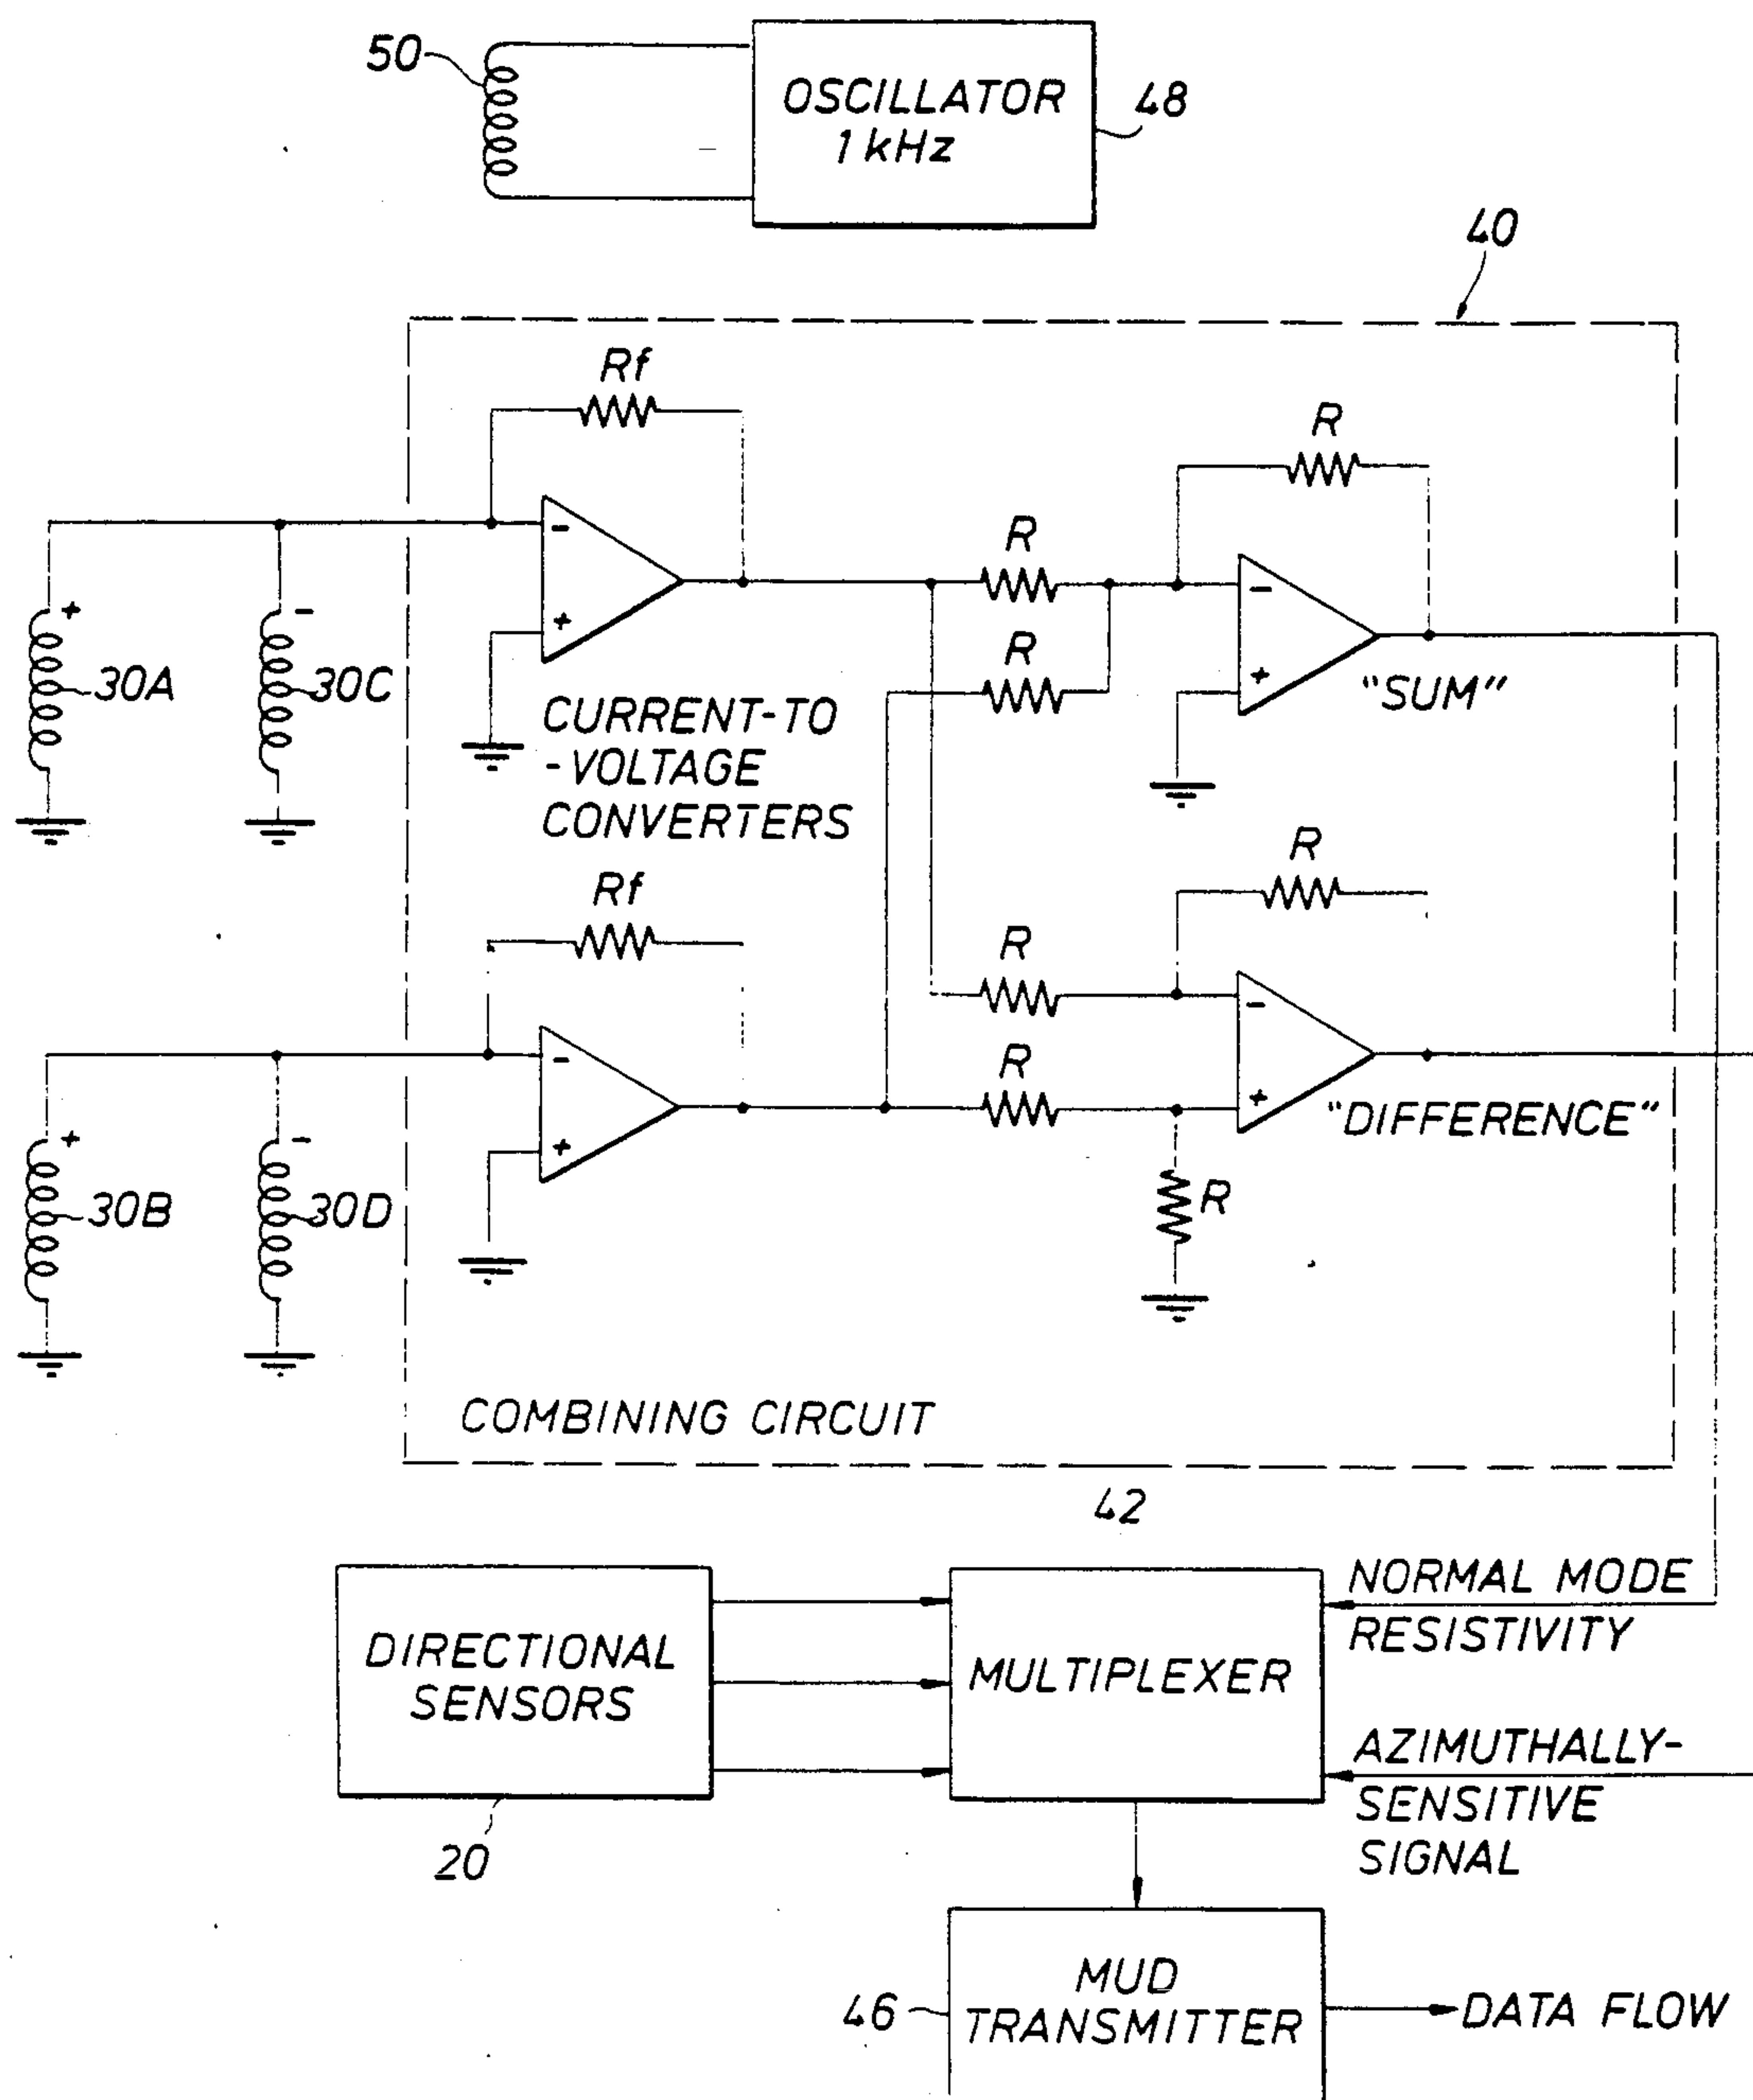 50
OSCILLATOR
1 kHz
48
40
Rf
R
-
+
R
R
-
+
"SUM"
+
30A
-
30C
CURRENT-TO
-VOLTAGE
CONVERTERS
Rf
R
R
-
+
R
R
"DIFFERENCE"
-
+
+
30B
-
30D
COMBINING CIRCUIT
42
DIRECTIONAL
SENSORS
20
MULTIPLEXER
NORMAL MODE
RESISTIVITY
AZIMUTHALLY-
SENSITIVE
SIGNAL
46
MUD
TRANSMITTER
DATA FLOW